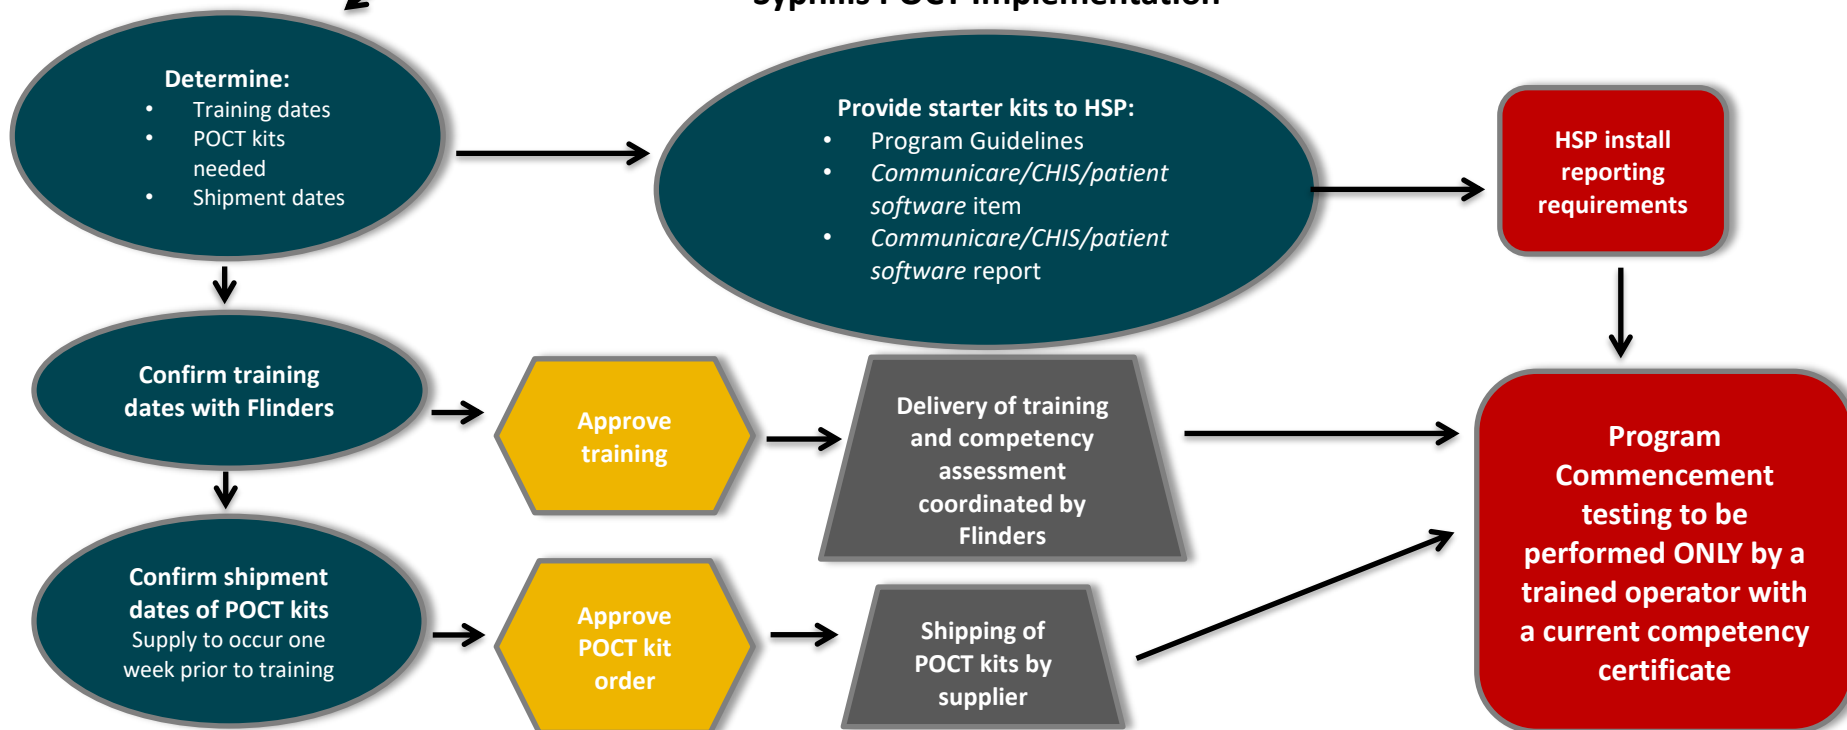 Syphilis POCT Implementation
Determine:
• Training dates
• POCT kits
needed
• Shipment dates
Provide starter kits to HSP:
• Program Guidelines
• Communicare/CHIS/patient
software item
• Communicare/CHIS/patient
software report
HSP install
reporting
requirements
Confirm training
dates with Flinders
Approve
training
Delivery of training
and competency
assessment
coordinated by
Flinders
Program
Commencement
testing to be
performed ONLY by a
trained operator with
a current competency
certificate
Confirm shipment
dates of POCT kits
Supply to occur one
week prior to training
Approve
POCT kit
order
Shipping of
POCT kits by
supplier